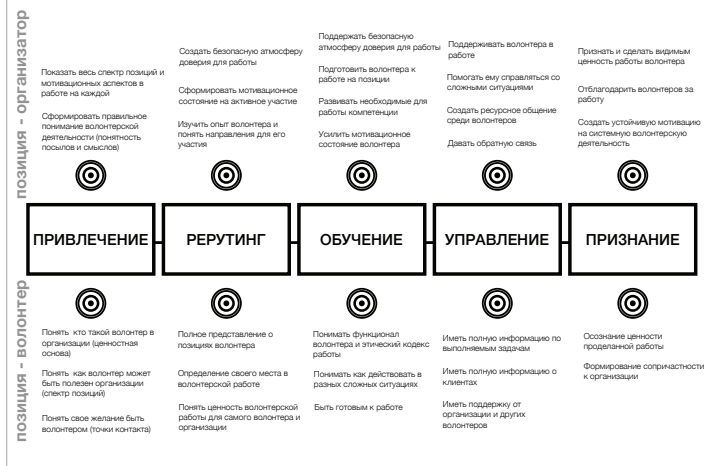 позиция - организатор
Показать весь спектр позиций и
мотивационных аспектов в
работе на каждой
Сформировать правильное
понимание волонтерской
деятельности (понятность
посылов и смыслов)
Создать безопасную атмосферу
доверия для работы
Сформировать мотивационное
состояние на активное участие
Изучить опыт волонтера и
понять направления для его
участия
Поддержать безопасную
атмосферу доверия для работы
Подготовить волонтера к
работе на позиции
Развивать необходимые для
работы компетенции
Усилить мотивационное
состояние волонтера
Поддерживать волонтера в
работе
Помогать ему справляться со
сложными ситуациями
Создать ресурсное общение
среди волонтеров
Давать обратную связь
Признать и сделать видимым
ценность работы волонтера
Отблагодарить волонтеров за
работу
Создать устойчивую мотивацию
на системную волонтерскую
деятельность
ПРИВЛЕЧЕНИЕ
РЕРУТИНГ
ОБУЧЕНИЕ
УПРАВЛЕНИЕ
ПРИЗНАНИЕ
позиция - волонтер
Понять кто такой волонтер в
организации (ценностная
основа)
Понять как волонтер может
быть полезен организации
(спектр позиций)
Понять свое желание быть
волонтером (точки контакта)
Полное представление о
позициях волонтера
Определение своего места в
волонтерской работе
Понять ценность волонтерской
работы для самого волонтера и
организации
Понимать функционал
волонтера и этический кодекс
работы
Понимать как действовать в
разных сложных ситуациях
Быть готовым к работе
Иметь полную информацию по
выполняемым задачам
Иметь полную информацию о
клиентах
Иметь поддержку от
организации и других
волонтеров
Осознание ценности
проделанной работы
Формирование сопричастности
к организации